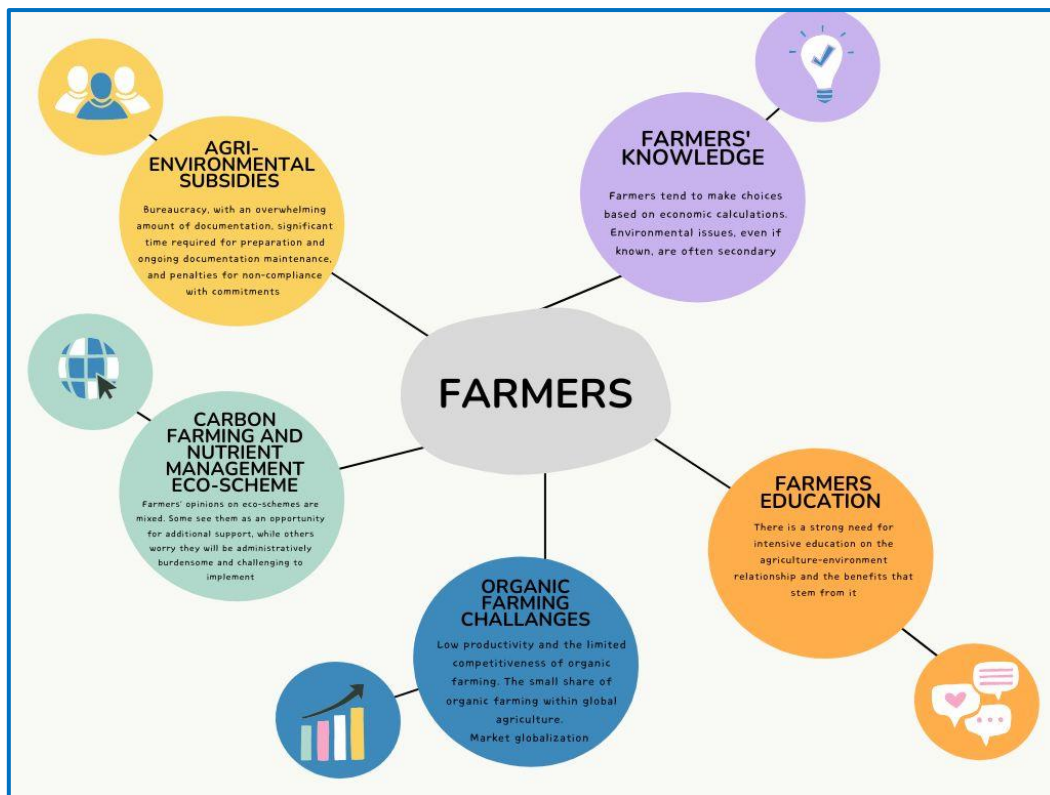 AGRI-
ENVIRONMENTAL
SUBSIDIES
Bureaucracy, with an overwhelming
amount of documentation, significant
time required for preparation and
ongoing documentation maintenance,
and penalties for non-compliance
with commitments
FARMERS'
KNOWLEDGE
Farmers tend to make choices
based on economic calculations.
Environmental issues, even if
known, are often secondary
FARMERS
CARBON
FARMING AND
NUTRIENT
MANAGEMENT
ECO-SCHEME
Farmers' opinions on eco-schemes are
mixed. Some see them as an opportunity
for additional support, while others
worry they will be administratively
burdensome and challenging to
implement
FARMERS
EDUCATION
There is a strong need for
intensive education on the
agriculture-environment
relationship and the benefits that
stem from it
ORGANIC
FARMING
CHALLANGES
Low productivity and the limited
competitiveness of organic
farming. The small share of
organic farming within global
agriculture.
Market globalization